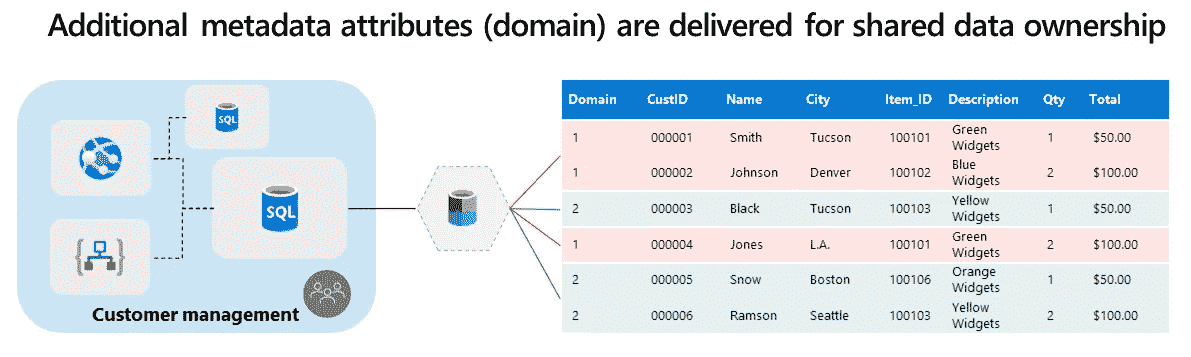 Additional metadata attributes (domain) are delivered for shared data ownership
SQL
SQL
Customer management
Domain CustID Name City Item_ID Description Qty Total
1 000001 Smith Tucson 100101 Green Widgets 1 $50.00
1 000002 Johnson Denver 100102 Blue Widgets 2 $100.00
2 000003 Black Tucson 100103 Yellow Widgets 1 $50.00
1 000004 Jones L.A. 100101 Green Widgets 2 $100.00
2 000005 Snow Boston 100106 Orange Widgets 1 $50.00
2 000006 Ramson Seattle 100103 Yellow Widgets 2 $100.00